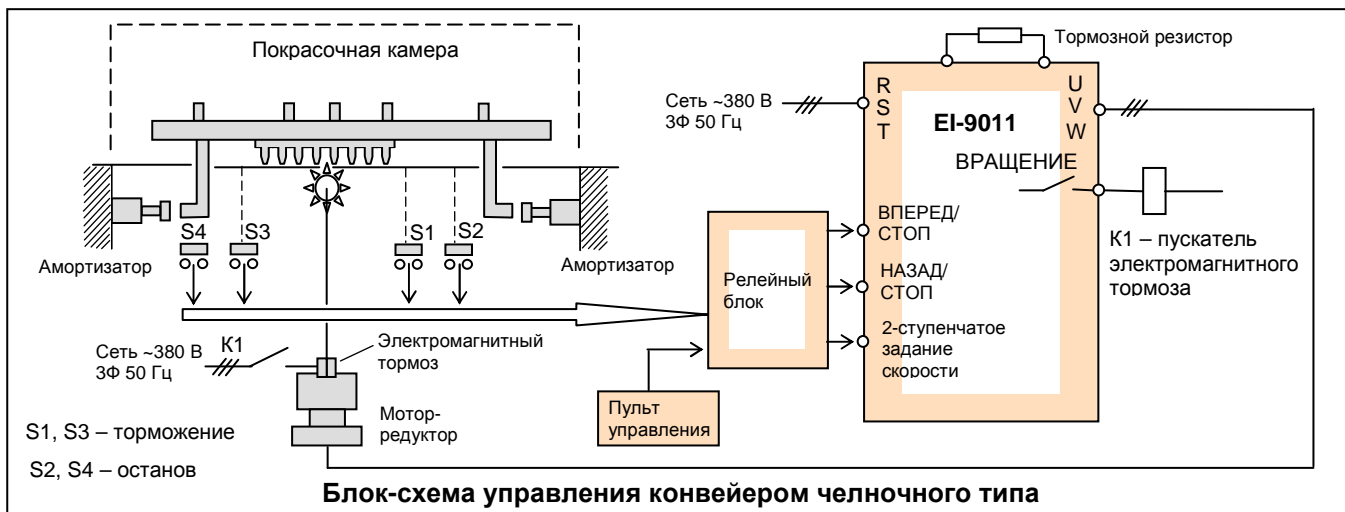 Покрасочная камера
Тормозной резистор
Сеть ~380 В
3Ф 50 Гц
R
S
T
U
V
W
EI-9011
ВРАЩЕНИЕ
S4
S3
S1
S2
Амортизатор
Амортизатор
Релейный
блок
ВПЕРЕД/
СТОП
НАЗАД/
СТОП
2-ступенчатое
задание
скорости
К1 – пускатель
электромагнитного
тормоза
Сеть ~380 В
3Ф 50 Гц
К1
Электромагнитный
тормоз
Мотор-
редуктор
Пульт
управления
S1, S3 – торможение
S2, S4 – останов
Блок-схема управления конвейером челночного типа